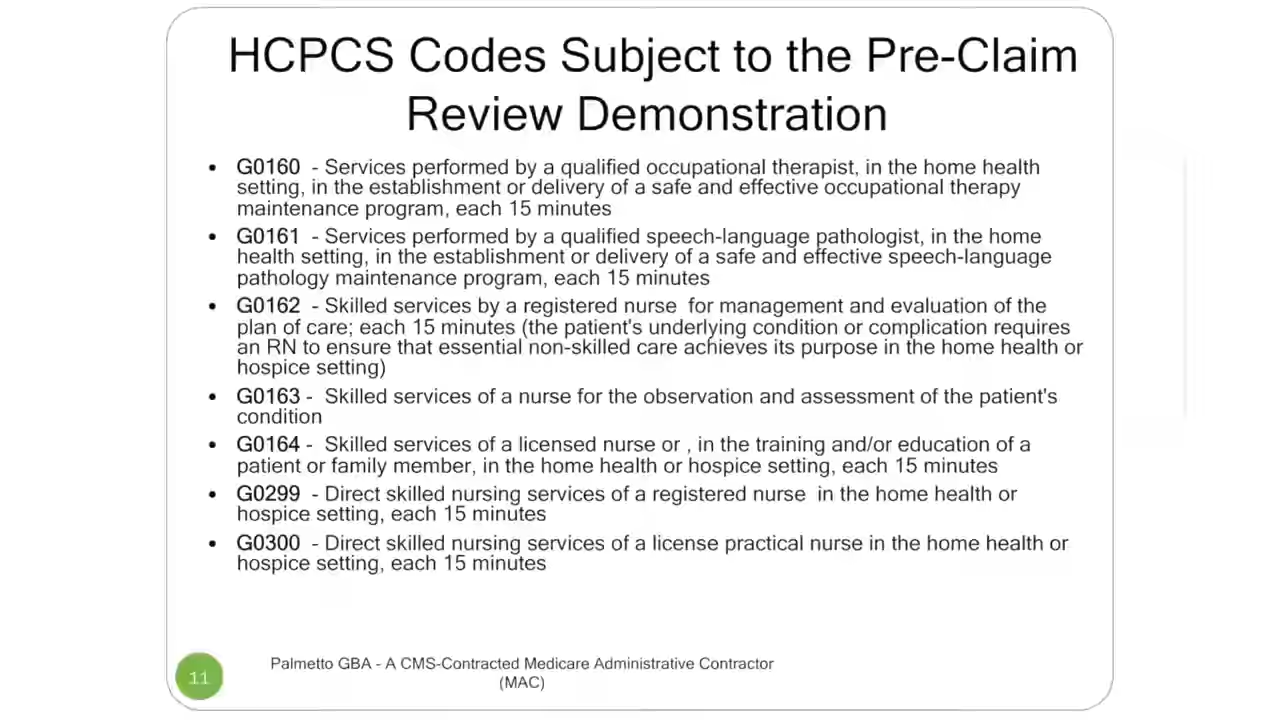 HCPCS Codes Subject to the Pre-Claim
Review Demonstration
• G0160 - Services performed by a qualified occupational therapist, in the home health
setting, in the establishment or delivery of a safe and effective occupational therapy
maintenance program, each 15 minutes
• G0161 - Services performed by a qualified speech-language pathologist, in the home
health setting, in the establishment or delivery of a safe and effective speech-language
pathology maintenance program, each 15 minutes
• G0162 - Skilled services by a registered nurse for management and evaluation of the
plan of care; each 15 minutes (the patient's underlying condition or complication requires
an RN to ensure that essential non-skilled care achieves its purpose in the home health or
hospice setting)
• G0163 - Skilled services of a nurse for the observation and assessment of the patient's
condition
• G0164 - Skilled services of a licensed nurse or , in the training and/or education of a
patient or family member, in the home health or hospice setting, each 15 minutes
• G0299 - Direct skilled nursing services of a registered nurse in the home health or
hospice setting, each 15 minutes
• G0300 - Direct skilled nursing services of a license practical nurse in the home health or
hospice setting, each 15 minutes
11
Palmetto GBA - A CMS-Contracted Medicare Administrative Contractor
(MAC)